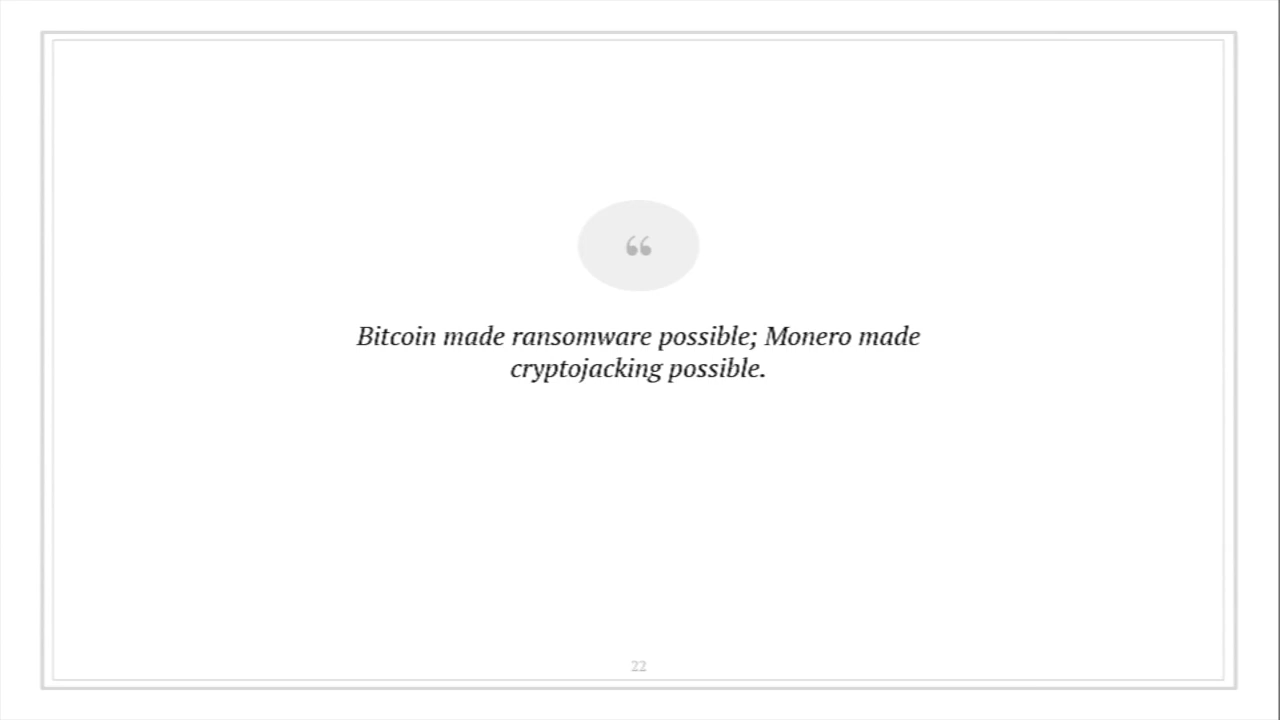 “
Bitcoin made ransomware possible; Monero made
cryptojacking possible.
22